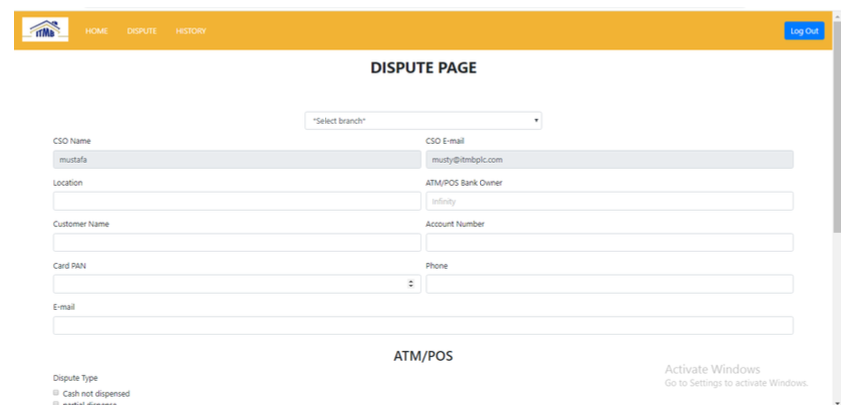 ITMB
HOME DISPUTE HISTORY Log Out
DISPUTE PAGE
*Select branch*
CSO Name CSO E-mail
mustafa musty@itmbplc.com
Location ATM/POS Bank Owner
Infinity
Customer Name Account Number
Card PAN Phone
E-mail
ATM/POS
Dispute Type
Cash not dispensed
partial dispense
Activate Windows
Go to Settings to activate Windows.